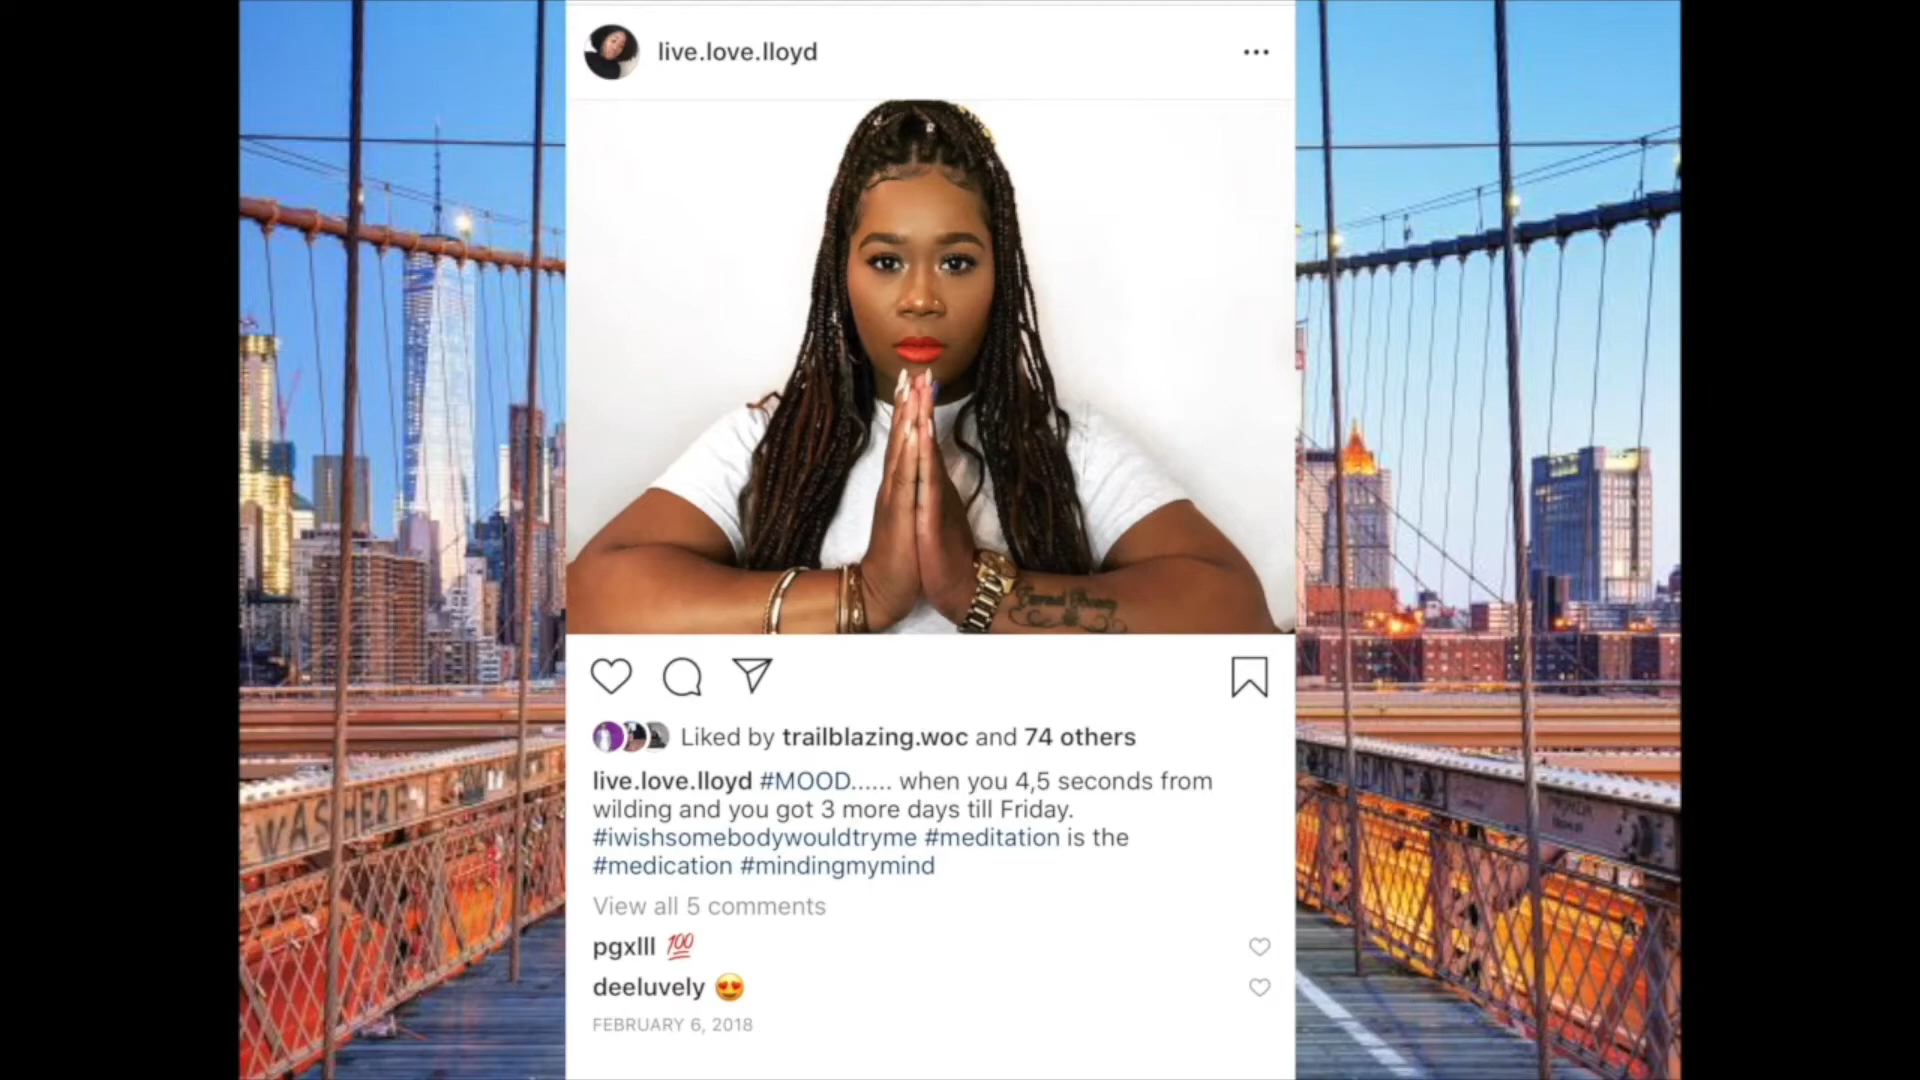 live.love.lloyd
Liked by trailblazing.woc and 74 others
live.love.lloyd #MOOD...... when you 4,5 seconds from
wilding and you got 3 more days till Friday.
#iwishsomebodywouldtryme #meditation is the
#medication #mindingmymind
View all 5 comments
pgxlll 💯
deeluvely 😍
FEBRUARY 6, 2018
WAS HERE